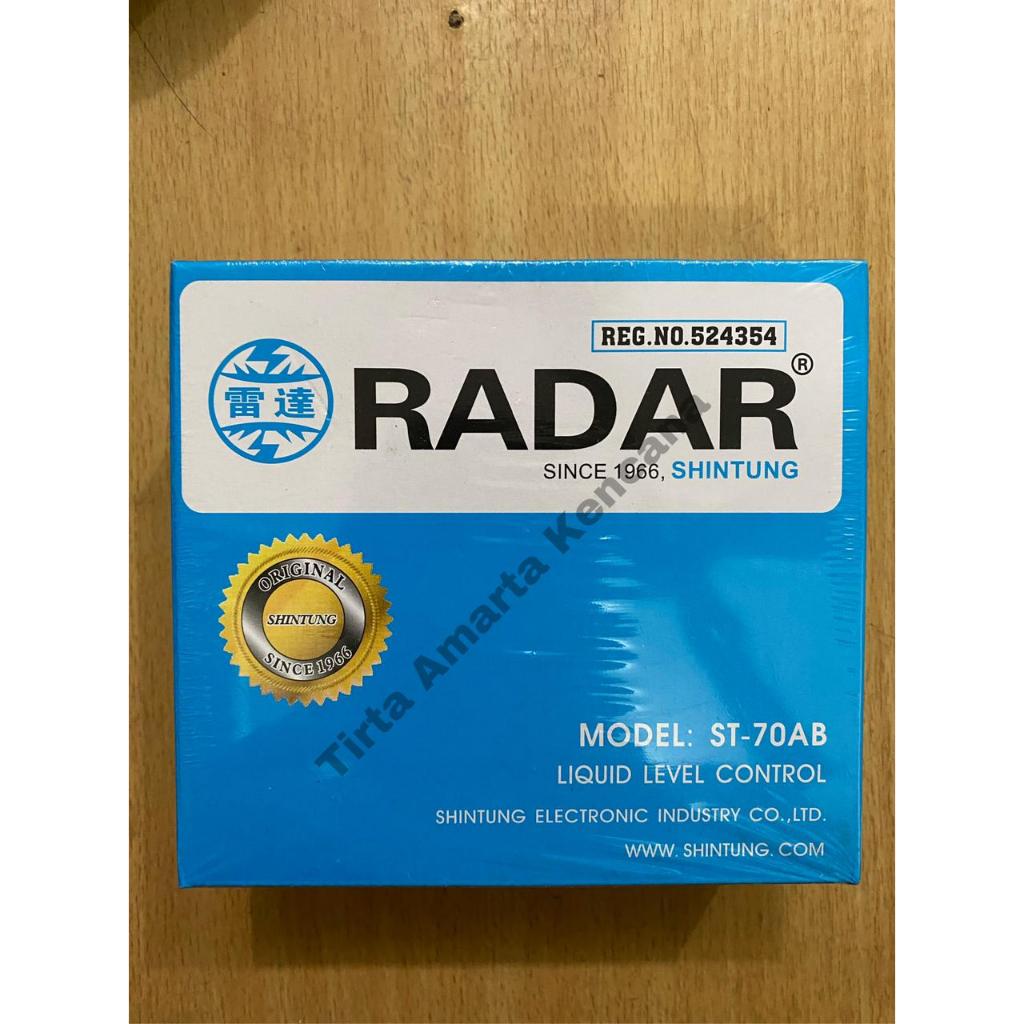 REG.NO.524354
雷達
RADAR®
SINCE 1966, SHINTUNG
ORIGINAL
SHINTUNG
SINCE 1966
Tirta Amarta Kencana
MODEL: ST-70AB
LIQUID LEVEL CONTROL
SHINTUNG ELECTRONIC INDUSTRY CO.,LTD.
WWW.SHINTUNG.COM